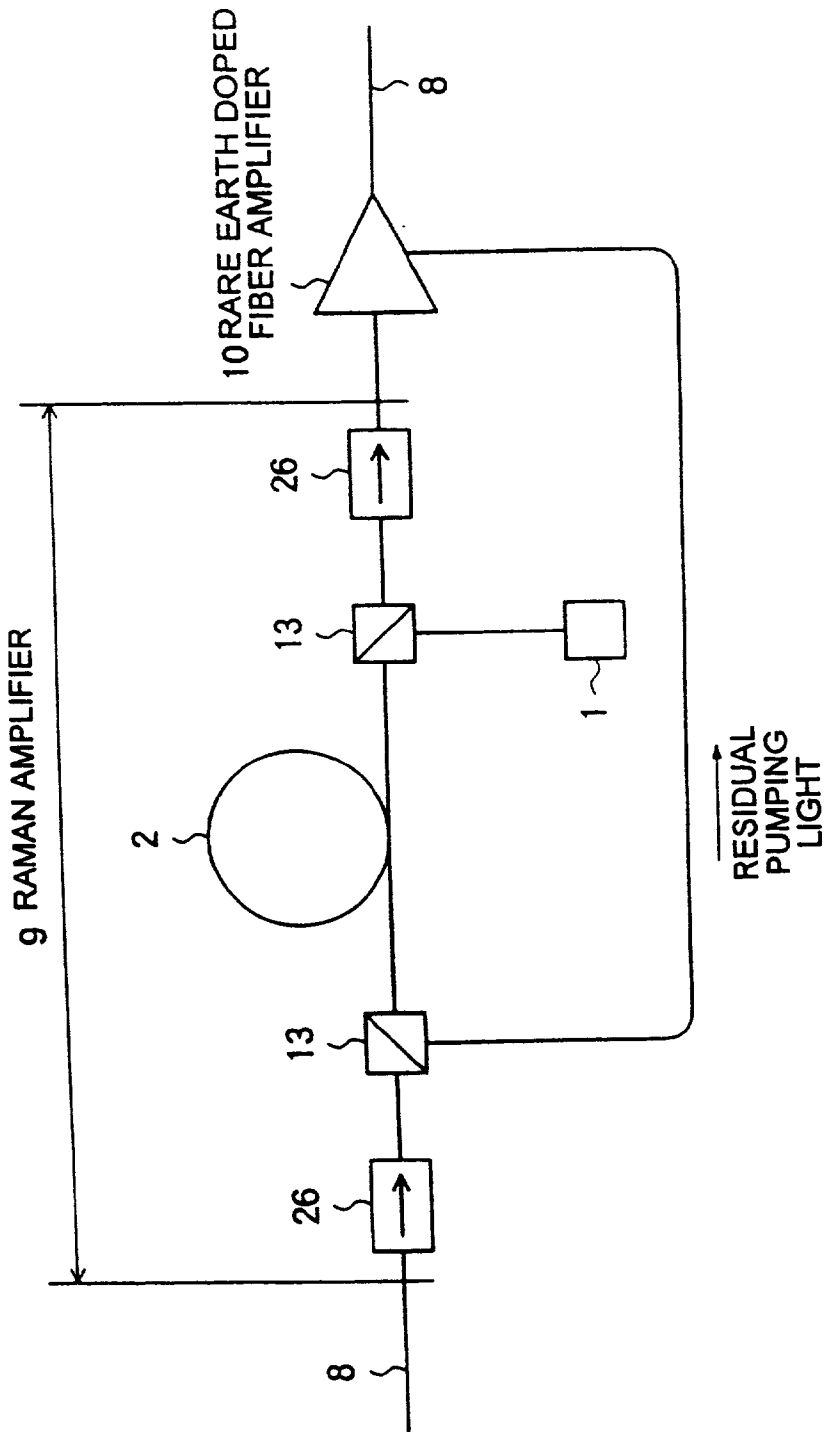 9 RAMAN AMPLIFIER
10 RARE EARTH DOPED
FIBER AMPLIFIER
2
13
26
13
26
1
8
8
RESIDUAL
PUMPING
LIGHT